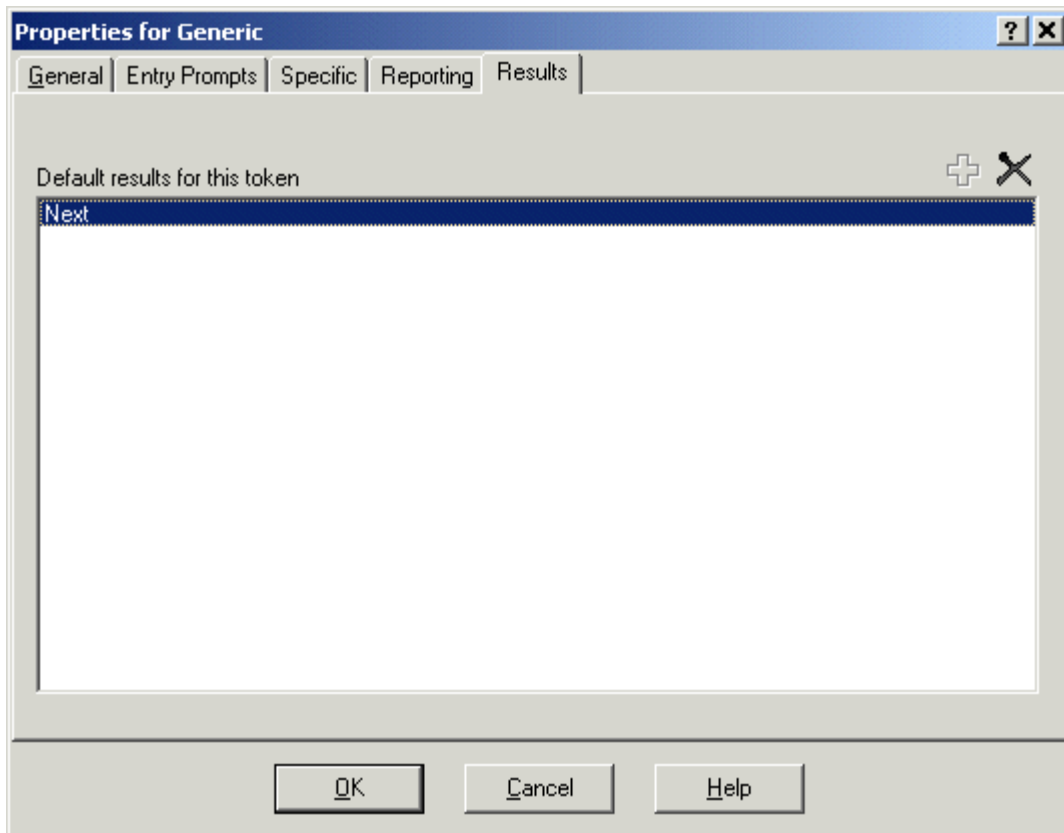 Properties for Generic
General Entry Prompts Specific Reporting Results
Default results for this token
Next
OK Cancel Help